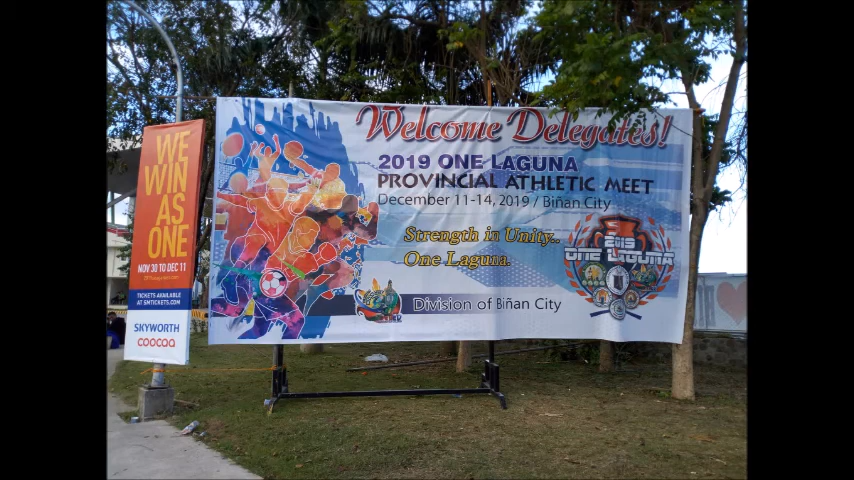 WE
WIN
AS
ONE
NOV 30 TO DEC 11
TICKETS AVAILABLE
AT SMTICKETS.COM
SKYWORTH
coocaa
Welcome Delegates!
2019 ONE LAGUNA
PROVINCIAL ATHLETIC MEET
December 11-14, 2019 / Biñan City
Strength in Unity..
One Laguna.
2019
ONE LAGUNA
Division of Biñan City